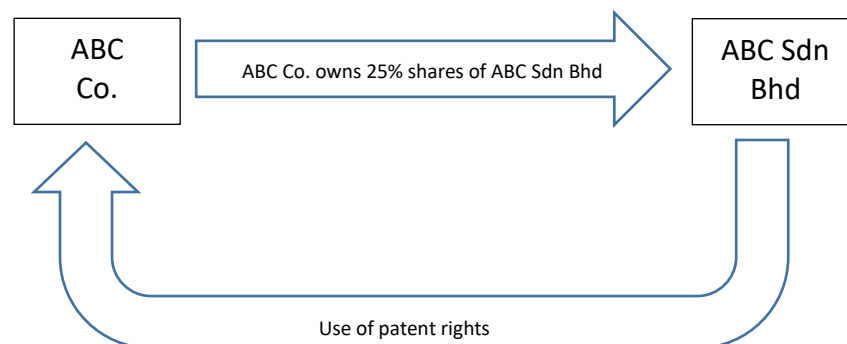 ABC
Co.
ABC Co. owns 25% shares of ABC Sdn Bhd
ABC Sdn
Bhd
Use of patent rights